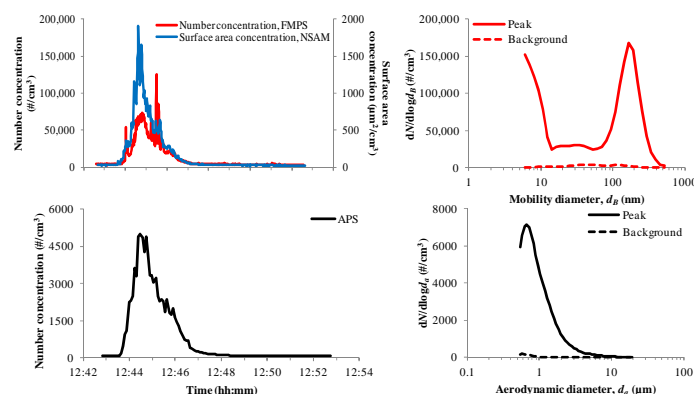 Number concentration, FMPS
Surface area concentration, NSAM
Number concentration
(#/cm³)
200,000
150,000
100,000
50,000
0
2000
1500
1000
500
0
Surface area
concentration (μm²/cm³)
Peak
Background
dN/dlogd_B (#/cm³)
200,000
150,000
100,000
50,000
0
1 10 100 1000
Mobility diameter, d_B (nm)
APS
Number concentration (#/cm³)
6000
4500
3000
1500
0
12:42 12:44 12:46 12:48 12:50 12:52 12:54
Time (hh:mm)
Peak
Background
dN/dlogd_a (#/cm³)
8000
6000
4000
2000
0
0.1 1 10 100
Aerodynamic diameter, d_a (μm)